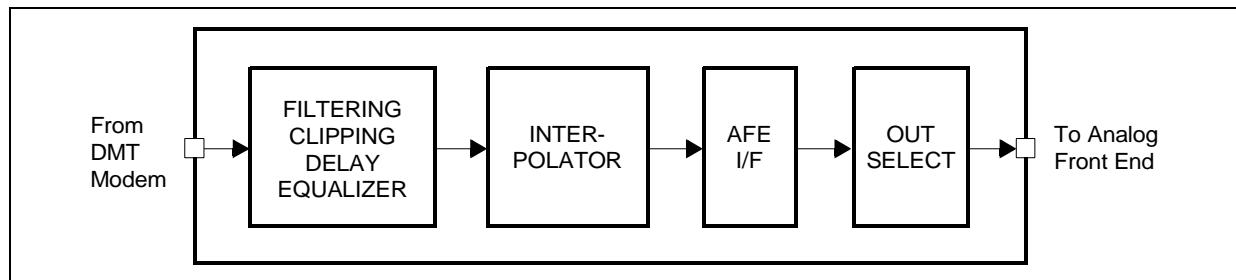 From
DMT
Modem
FILTERING
CLIPPING
DELAY
EQUALIZER
INTER-
POLATOR
AFE
I/F
OUT
SELECT
To Analog
Front End